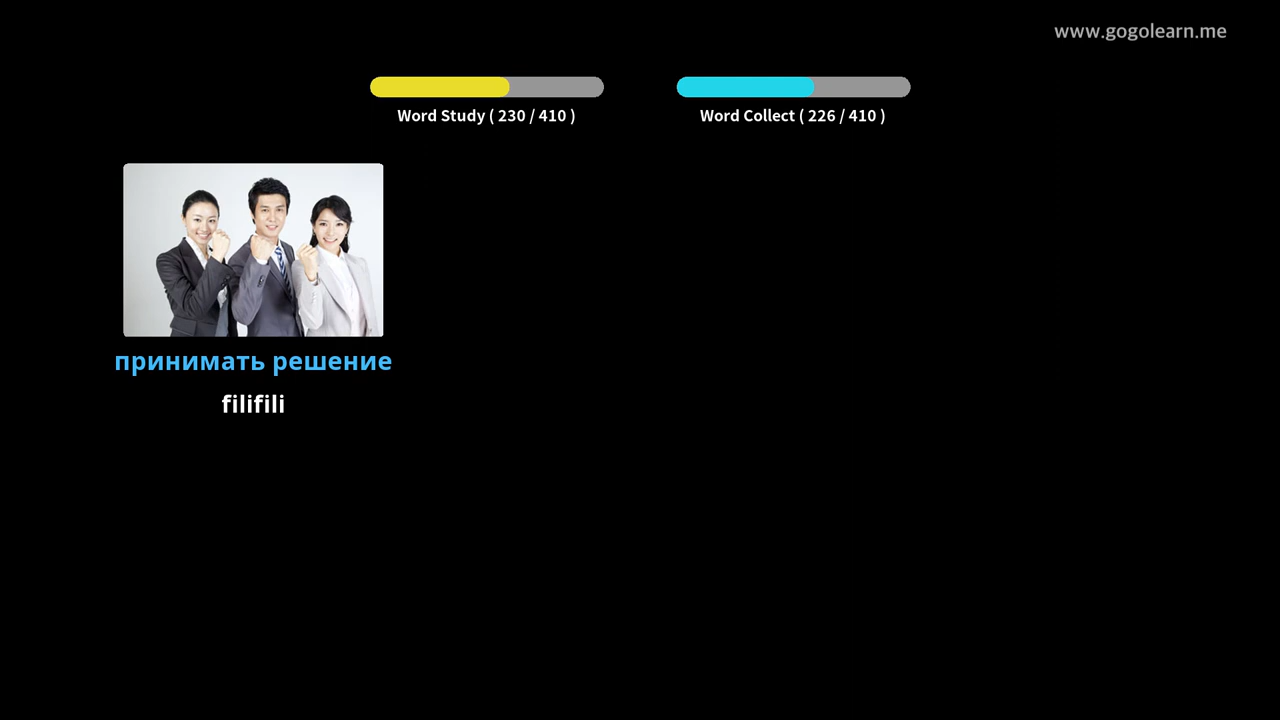 www.gogolearn.me
Word Study ( 230 / 410 )
Word Collect ( 226 / 410 )
принимать решение
filifili